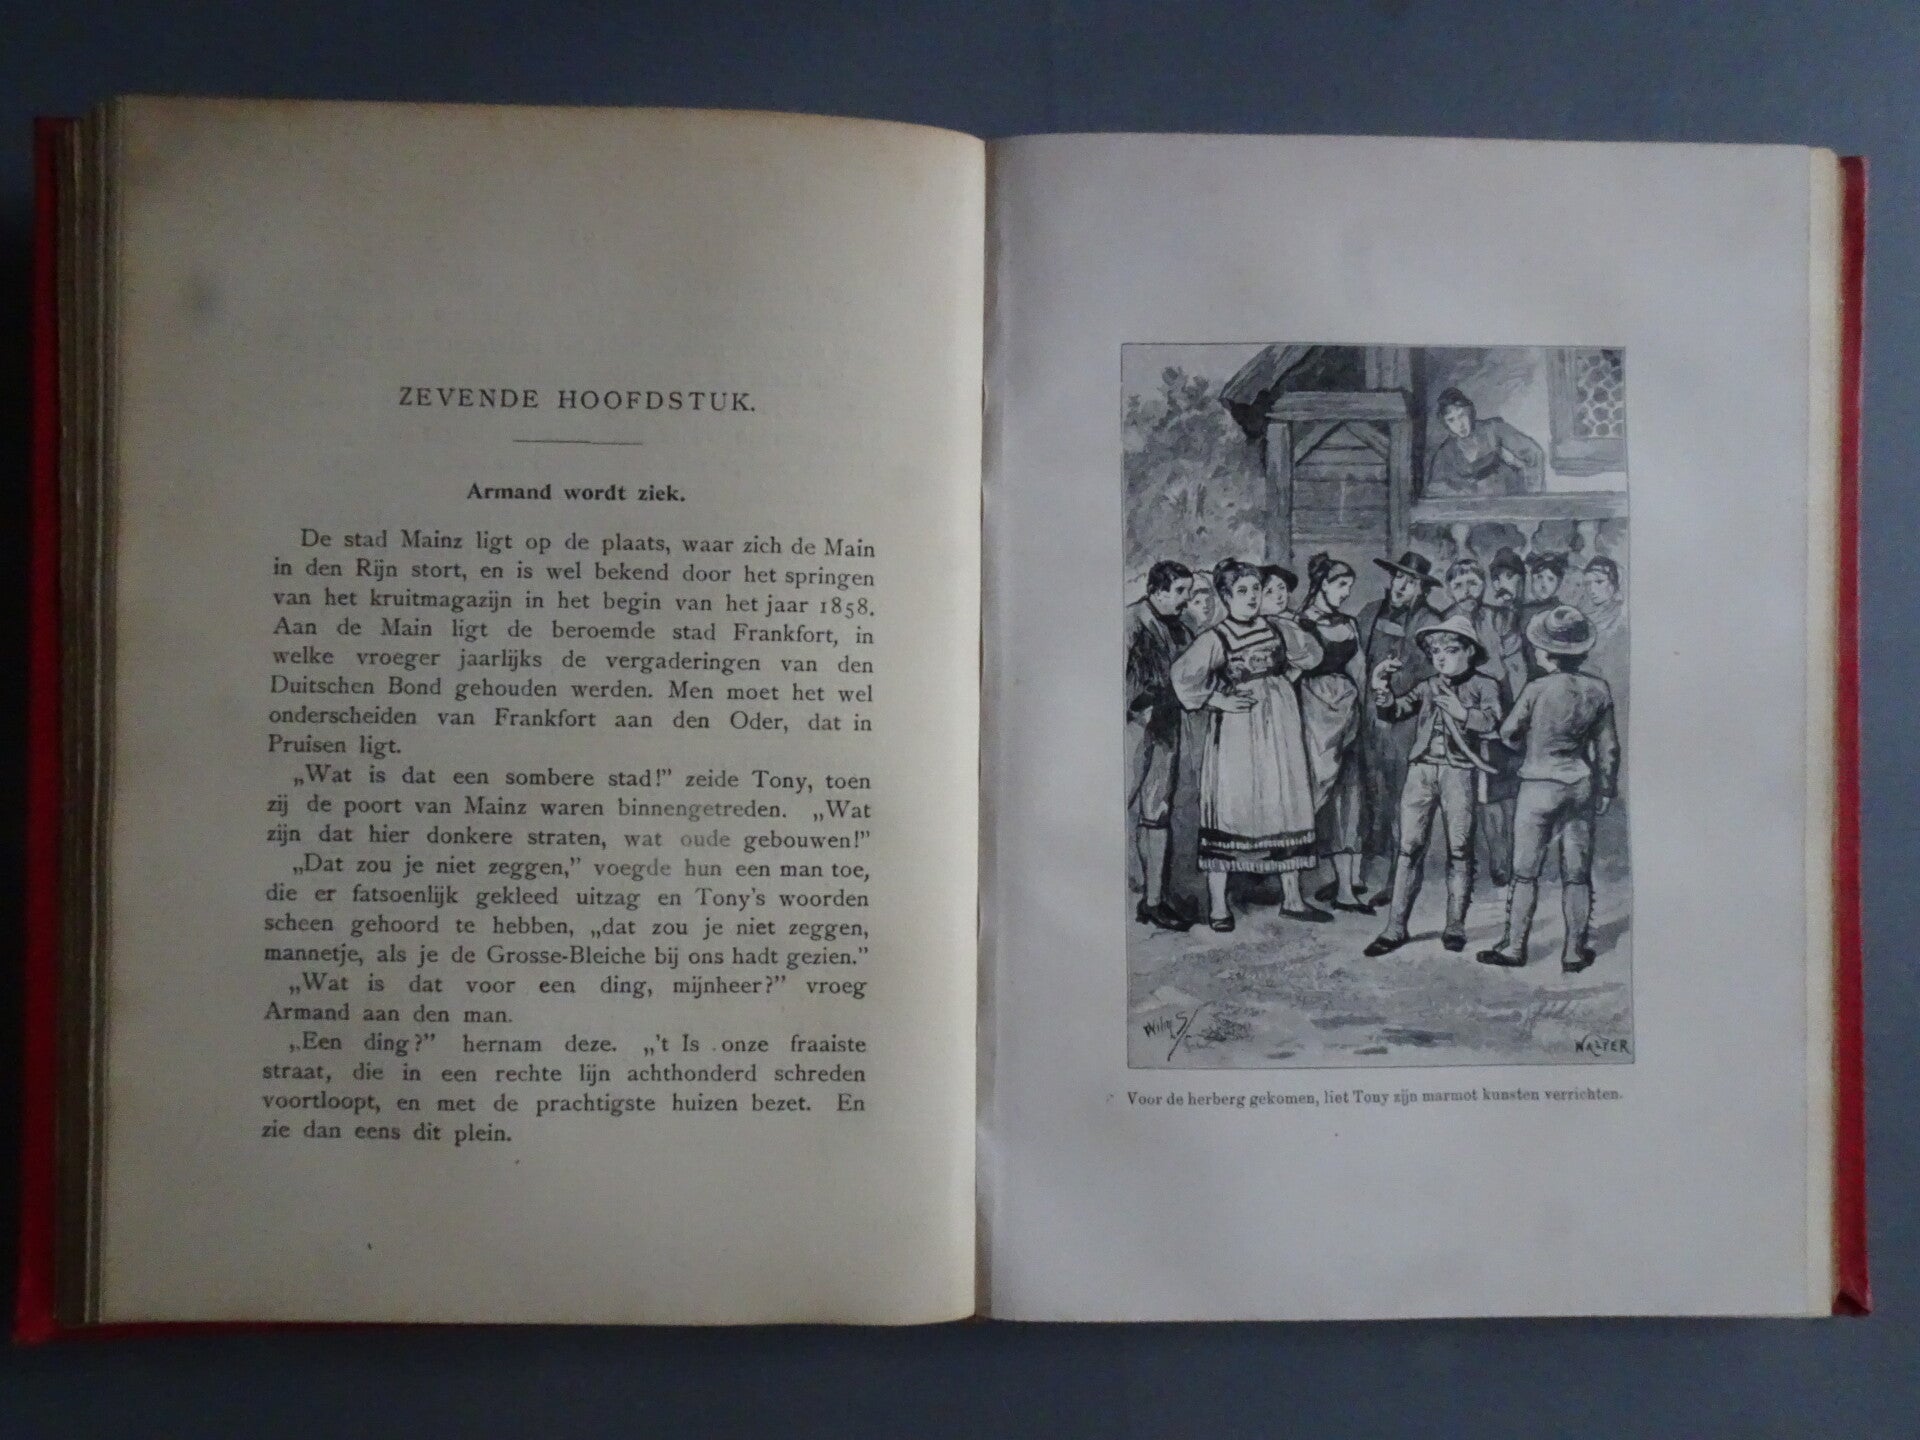 ZEVENDE HOOFDSTUK.
Armand wordt ziek.
De stad Mainz ligt op de plaats, waar zich de Main
in den Rijn stort, en is wel bekend door het springen
van het kruitmagazijn in het begin van het jaar 1858.
Aan de Main ligt de beroemde stad Frankfort, in
welke vroeger jaarlijks de vergaderingen van den
Duitschen Bond gehouden werden. Men moet het wel
onderscheiden van Frankfort aan den Oder, dat in
Pruisen ligt.
„Wat is dat een sombere stad!” zeide Tony, toen
zij de poort van Mainz waren binnengetreden. „Wat
zijn dat hier donkere straten, wat oude gebouwen!”
„Dat zou je niet zeggen,” voegde hun een man toe,
die er fatsoenlijk gekleed uitzag en Tony's woorden
scheen gehoord te hebben, „dat zou je niet zeggen,
mannetje, als je de Grosse-Bleiche bij ons hadt gezien.”
„Wat is dat voor een ding, mijnheer?” vroeg
Armand aan den man.
„Een ding?” hernam deze. „'t Is onze fraaiste
straat, die in een rechte lijn achthonderd schreden
voortloopt, en met de prachtigste huizen bezet. En
zie dan eens dit plein.
Wilm S/
WALTER
Voor de herberg gekomen, liet Tony zijn marmot kunsten verrichten.